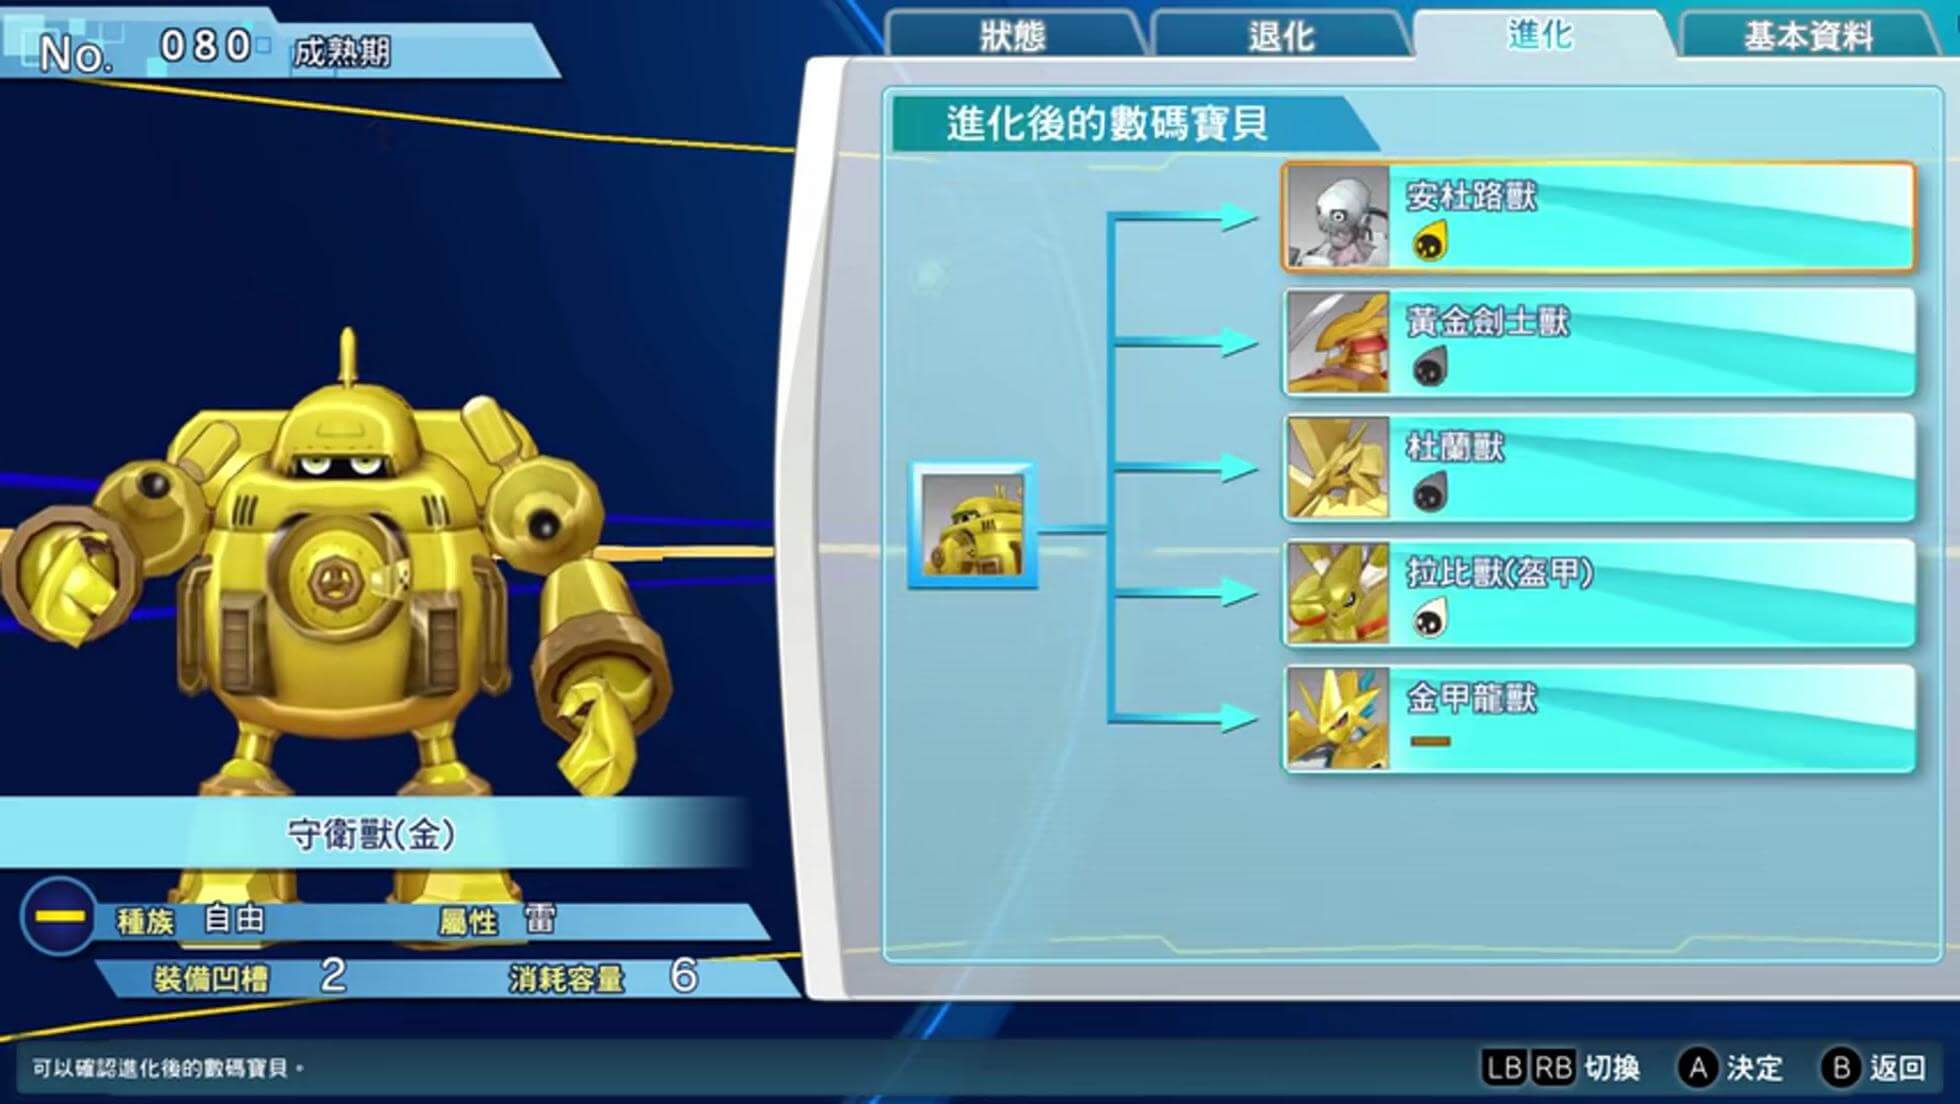 No. 080 成熟期
狀態 退化 進化 基本資料
進化後的數碼寶貝
安杜路獸
黃金劍士獸
杜蘭獸
拉比獸(盔甲)
金甲龍獸
守衛獸(金)
種族 自由 屬性 雷
裝備凹槽 2 消耗容量 6
可以確認進化後的數碼寶貝。
LB RB 切換 A 決定 B 返回